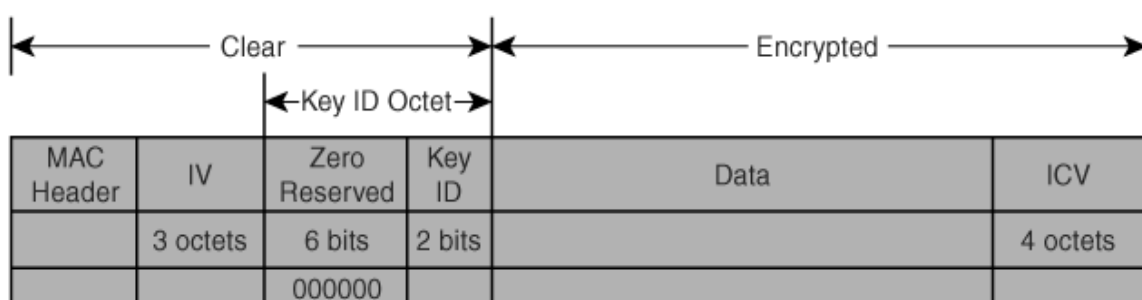 Clear
Encrypted
Key ID Octet
MAC Header
IV
Zero Reserved
Key ID
Data
ICV
3 octets
6 bits
2 bits
4 octets
000000